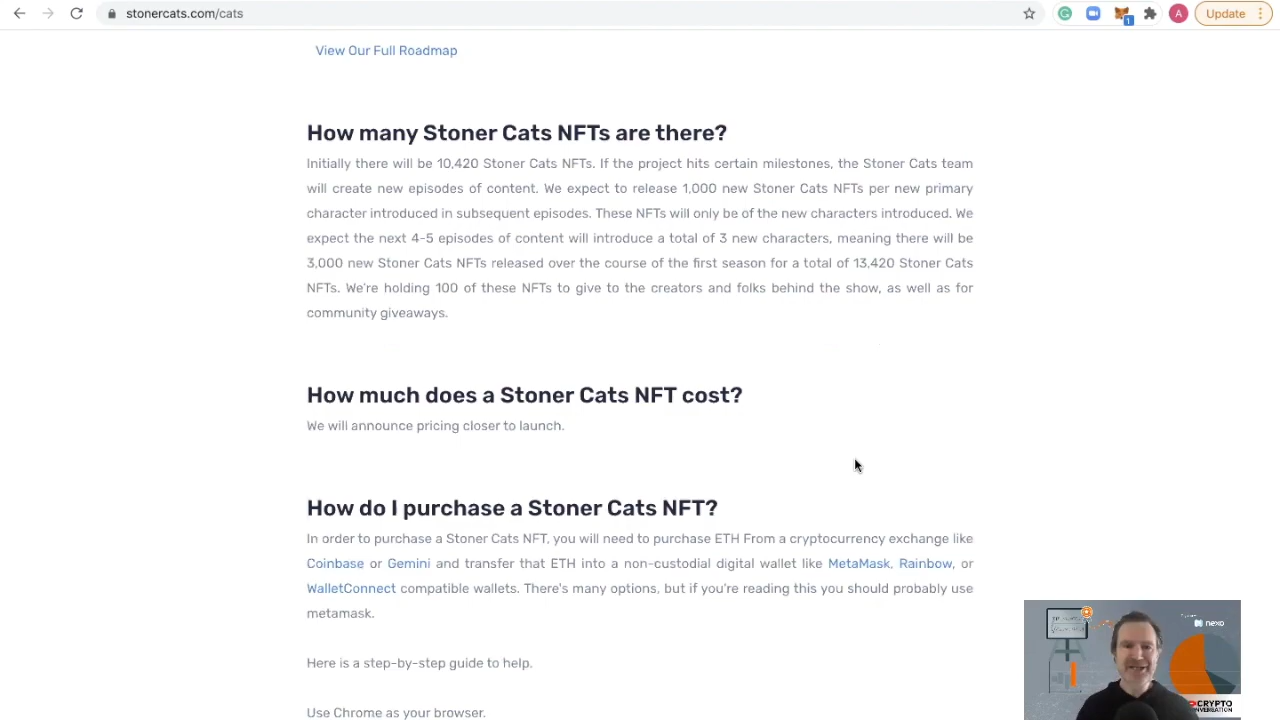 stonercats.com/cats
1
A
Update
View Our Full Roadmap
How many Stoner Cats NFTs are there?
Initially there will be 10,420 Stoner Cats NFTs. If the project hits certain milestones, the Stoner Cats team
will create new episodes of content. We expect to release 1,000 new Stoner Cats NFTs per new primary
character introduced in subsequent episodes. These NFTs will only be of the new characters introduced. We
expect the next 4-5 episodes of content will introduce a total of 3 new characters, meaning there will be
3,000 new Stoner Cats NFTs released over the course of the first season for a total of 13,420 Stoner Cats
NFTs. We're holding 100 of these NFTs to give to the creators and folks behind the show, as well as for
community giveaways.
How much does a Stoner Cats NFT cost?
We will announce pricing closer to launch.
How do I purchase a Stoner Cats NFT?
In order to purchase a Stoner Cats NFT, you will need to purchase ETH From a cryptocurrency exchange like
Coinbase or Gemini and transfer that ETH into a non-custodial digital wallet like MetaMask, Rainbow, or
WalletConnect compatible wallets. There's many options, but if you're reading this you should probably use
metamask.
nexo
Here is a step-by-step guide to help.
CRYPTO
Use Chrome as your browser.